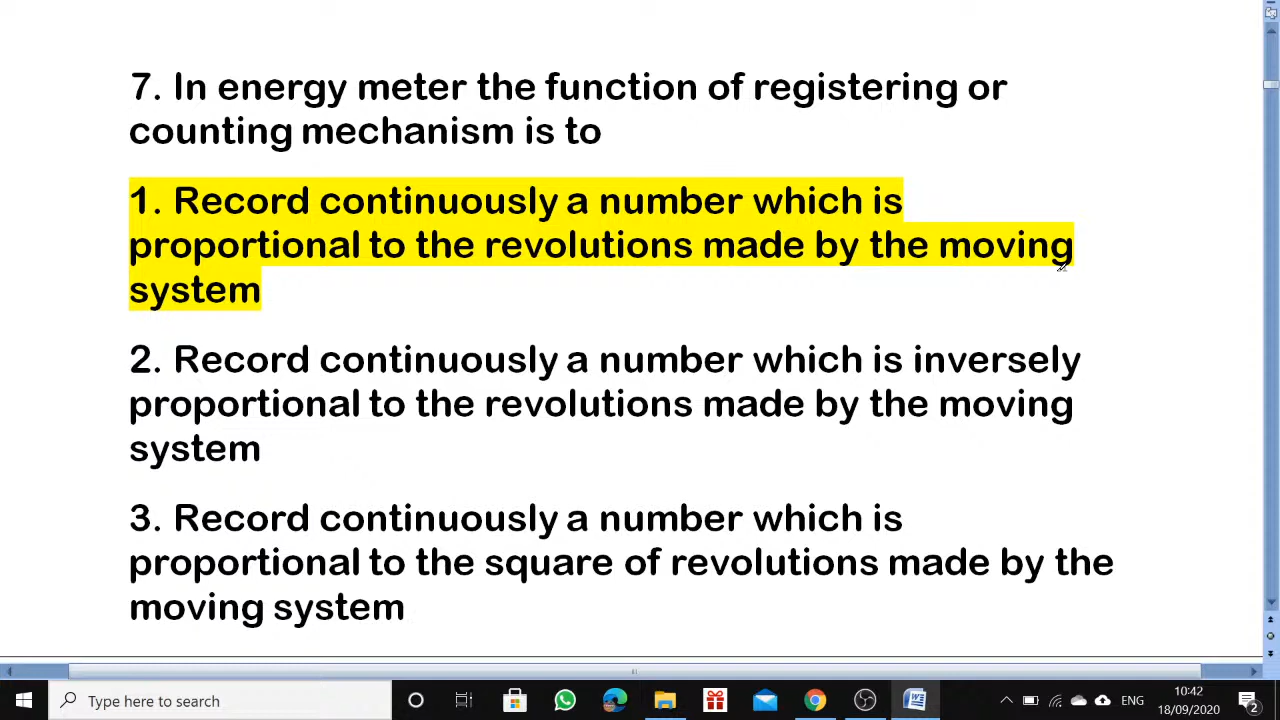 7. In energy meter the function of registering or
counting mechanism is to
1. Record continuously a number which is
proportional to the revolutions made by the moving
system
2. Record continuously a number which is inversely
proportional to the revolutions made by the moving
system
3. Record continuously a number which is
proportional to the square of revolutions made by the
moving system
Type here to search
ENG
10:42
18/09/2020
2